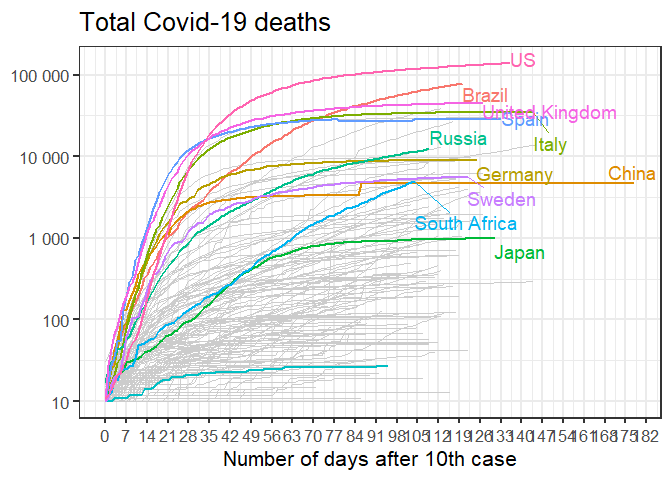 Total Covid-19 deaths
100 000
10 000
1 000
100
10
US
Brazil
United Kingdom
Spain
Russia
Italy
Germany
China
Sweden
South Africa
Japan
0 7 14 21 28 35 42 49 56 63 70 77 84 91 98 105 112 119 126 133 140 147 154 161 168 175 182
Number of days after 10th case